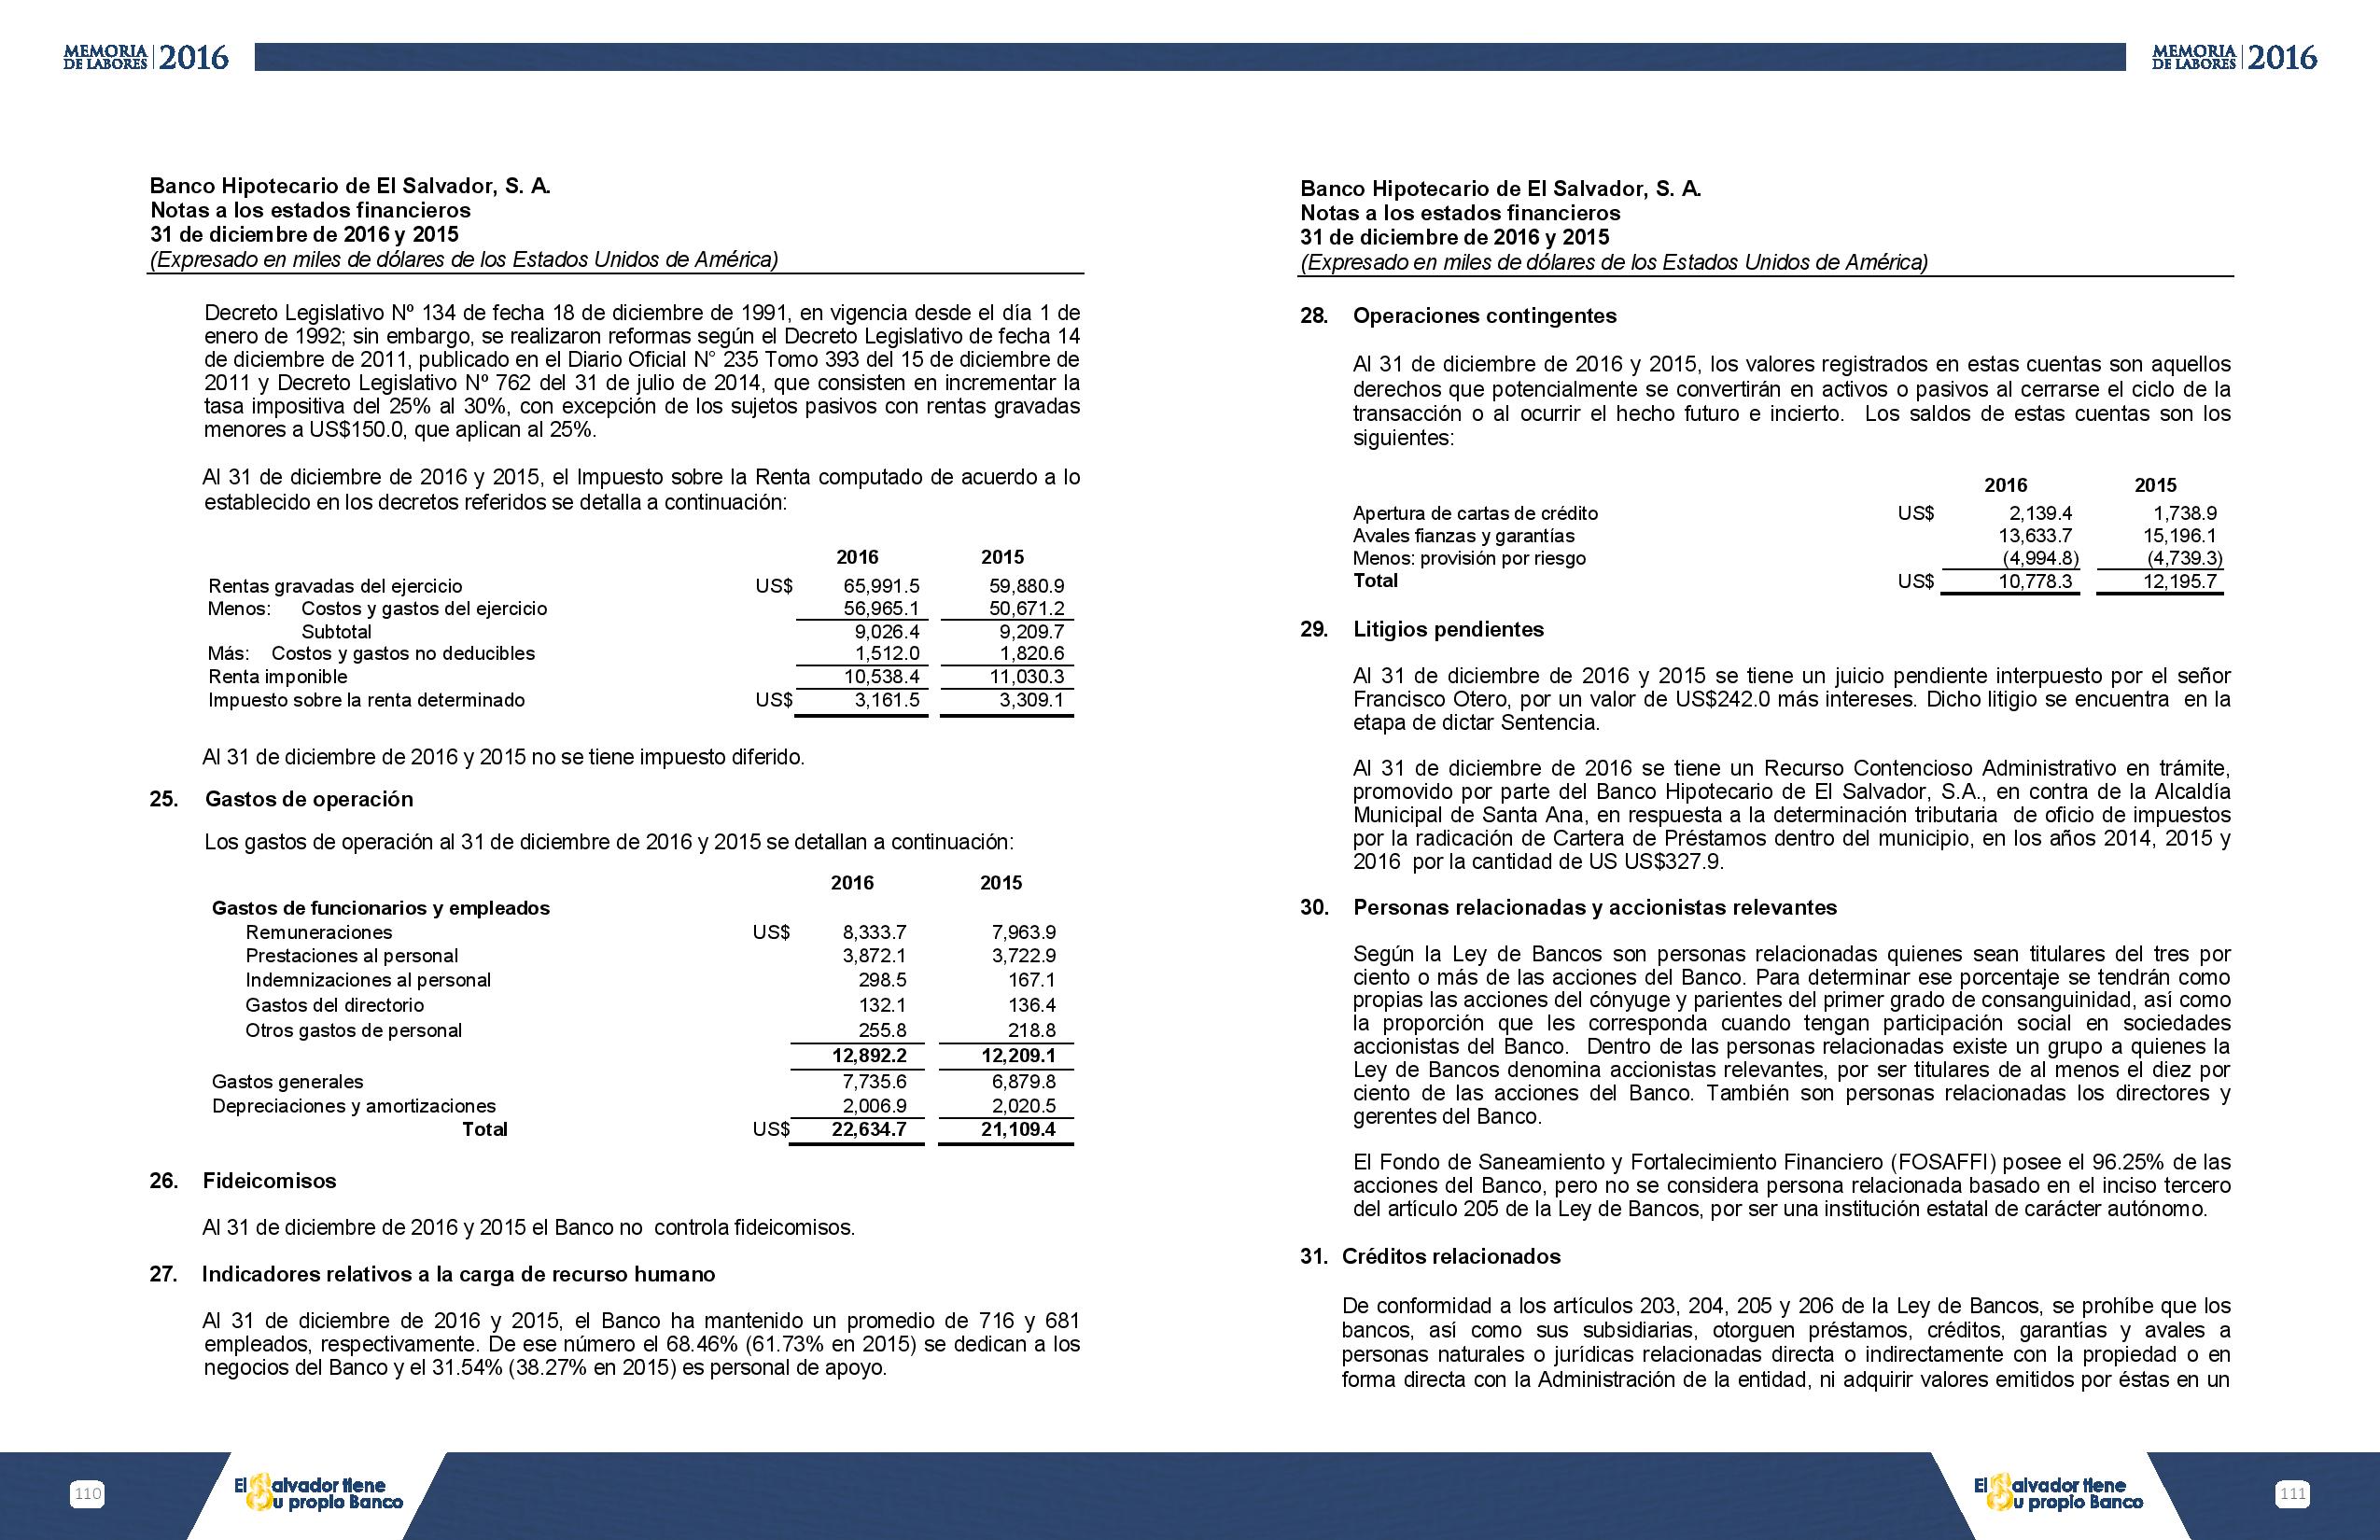 MEMORIA
DE LABORES 2016
MEMORIA
DE LABORES 2016
Banco Hipotecario de El Salvador, S. A.
Notas a los estados financieros
31 de diciembre de 2016 y 2015
(Expresado en miles de dólares de los Estados Unidos de América)
Decreto Legislativo Nº 134 de fecha 18 de diciembre de 1991, en vigencia desde el día 1 de
enero de 1992; sin embargo, se realizaron reformas según el Decreto Legislativo de fecha 14
de diciembre de 2011, publicado en el Diario Oficial N° 235 Tomo 393 del 15 de diciembre de
2011 y Decreto Legislativo Nº 762 del 31 de julio de 2014, que consisten en incrementar la
tasa impositiva del 25% al 30%, con excepción de los sujetos pasivos con rentas gravadas
menores a US$150.0, que aplican al 25%.
Al 31 de diciembre de 2016 y 2015, el Impuesto sobre la Renta computado de acuerdo a lo
establecido en los decretos referidos se detalla a continuación:
2016 2015
Rentas gravadas del ejercicio US$ 65,991.5 59,880.9
Menos: Costos y gastos del ejercicio 56,965.1 50,671.2
Subtotal 9,026.4 9,209.7
Más: Costos y gastos no deducibles 1,512.0 1,820.6
Renta imponible 10,538.4 11,030.3
Impuesto sobre la renta determinado US$ 3,161.5 3,309.1
Al 31 de diciembre de 2016 y 2015 no se tiene impuesto diferido.
25. Gastos de operación
Los gastos de operación al 31 de diciembre de 2016 y 2015 se detallan a continuación:
2016 2015
Gastos de funcionarios y empleados
Remuneraciones US$ 8,333.7 7,963.9
Prestaciones al personal 3,872.1 3,722.9
Indemnizaciones al personal 298.5 167.1
Gastos del directorio 132.1 136.4
Otros gastos de personal 255.8 218.8
12,892.2 12,209.1
Gastos generales 7,735.6 6,879.8
Depreciaciones y amortizaciones 2,006.9 2,020.5
Total US$ 22,634.7 21,109.4
26. Fideicomisos
Al 31 de diciembre de 2016 y 2015 el Banco no controla fideicomisos.
27. Indicadores relativos a la carga de recurso humano
Al 31 de diciembre de 2016 y 2015, el Banco ha mantenido un promedio de 716 y 681
empleados, respectivamente. De ese número el 68.46% (61.73% en 2015) se dedican a los
negocios del Banco y el 31.54% (38.27% en 2015) es personal de apoyo.
110
El Salvador tiene
Su propio Banco
Banco Hipotecario de El Salvador, S. A.
Notas a los estados financieros
31 de diciembre de 2016 y 2015
(Expresado en miles de dólares de los Estados Unidos de América)
28. Operaciones contingentes
Al 31 de diciembre de 2016 y 2015, los valores registrados en estas cuentas son aquellos
derechos que potencialmente se convertirán en activos o pasivos al cerrarse el ciclo de la
transacción o al ocurrir el hecho futuro e incierto. Los saldos de estas cuentas son los
siguientes:
2016 2015
Apertura de cartas de crédito US$ 2,139.4 1,738.9
Avales fianzas y garantías 13,633.7 15,196.1
Menos: provisión por riesgo (4,994.8) (4,739.3)
Total US$ 10,778.3 12,195.7
29. Litigios pendientes
Al 31 de diciembre de 2016 y 2015 se tiene un juicio pendiente interpuesto por el señor
Francisco Otero, por un valor de US$242.0 más intereses. Dicho litigio se encuentra en la
etapa de dictar Sentencia.
Al 31 de diciembre de 2016 se tiene un Recurso Contencioso Administrativo en trámite,
promovido por parte del Banco Hipotecario de El Salvador, S.A., en contra de la Alcaldía
Municipal de Santa Ana, en respuesta a la determinación tributaria de oficio de impuestos
por la radicación de Cartera de Préstamos dentro del municipio, en los años 2014, 2015 y
2016 por la cantidad de US US$327.9.
30. Personas relacionadas y accionistas relevantes
Según la Ley de Bancos son personas relacionadas quienes sean titulares del tres por
ciento o más de las acciones del Banco. Para determinar ese porcentaje se tendrán como
propias las acciones del cónyuge y parientes del primer grado de consanguinidad, así como
la proporción que les corresponda cuando tengan participación social en sociedades
accionistas del Banco. Dentro de las personas relacionadas existe un grupo a quienes la
Ley de Bancos denomina accionistas relevantes, por ser titulares de al menos el diez por
ciento de las acciones del Banco. También son personas relacionadas los directores y
gerentes del Banco.
El Fondo de Saneamiento y Fortalecimiento Financiero (FOSAFFI) posee el 96.25% de las
acciones del Banco, pero no se considera persona relacionada basado en el inciso tercero
del artículo 205 de la Ley de Bancos, por ser una institución estatal de carácter autónomo.
31. Créditos relacionados
De conformidad a los artículos 203, 204, 205 y 206 de la Ley de Bancos, se prohíbe que los
bancos, así como sus subsidiarias, otorguen préstamos, créditos, garantías y avales a
personas naturales o jurídicas relacionadas directa o indirectamente con la propiedad o en
forma directa con la Administración de la entidad, ni adquirir valores emitidos por éstas en un
El Salvador tiene
Su propio Banco
111